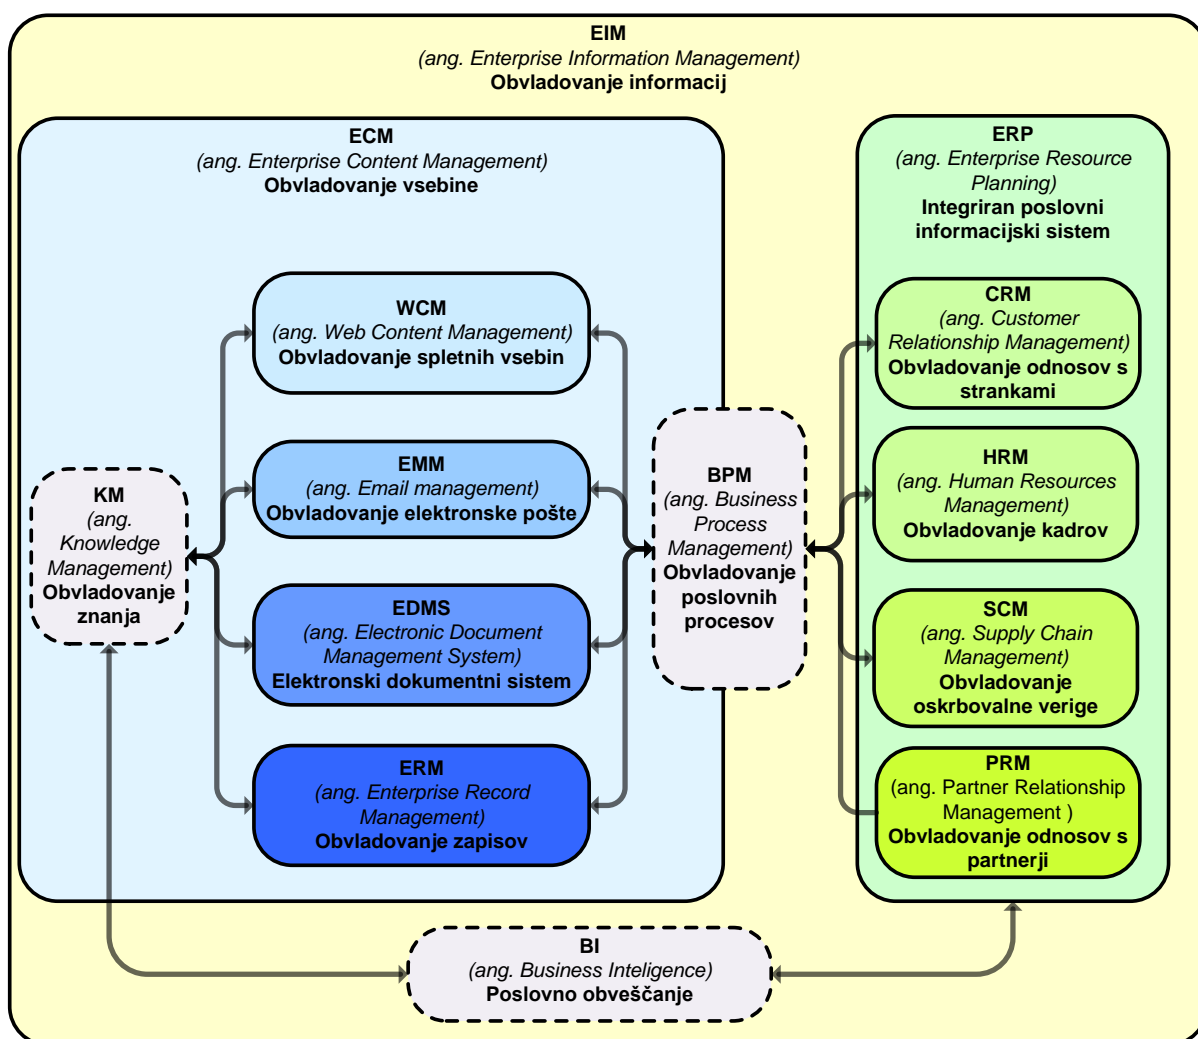 EIM
(ang. Enterprise Information Management)
Obvladovanje informacij
ECM
(ang. Enterprise Content Management)
Obvladovanje vsebine
WCM
(ang. Web Content Management)
Obvladovanje spletnih vsebin
EMM
(ang. Email management)
Obvladovanje elektronske pošte
KM
(ang.
Knowledge
Management)
Obvladovanje
znanja
EDMS
(ang. Electronic Document
Management System)
Elektronski dokumentni sistem
ERM
(ang. Enterprise Record
Management)
Obvladovanje zapisov
BPM
(ang. Business
Process
Management)
Obvladovanje
poslovnih
procesov
ERP
(ang. Enterprise Resource
Planning)
Integriran poslovni
informacijski sistem
CRM
(ang. Customer
Relationship Management)
Obvladovanje odnosov s
strankami
HRM
(ang. Human Resources
Management)
Obvladovanje kadrov
SCM
(ang. Supply Chain
Management)
Obvladovanje
oskrbovalne verige
PRM
(ang. Partner Relationship
Management )
Obvladovanje odnosov s
partnerji
BI
(ang. Business Inteligence)
Poslovno obveščanje